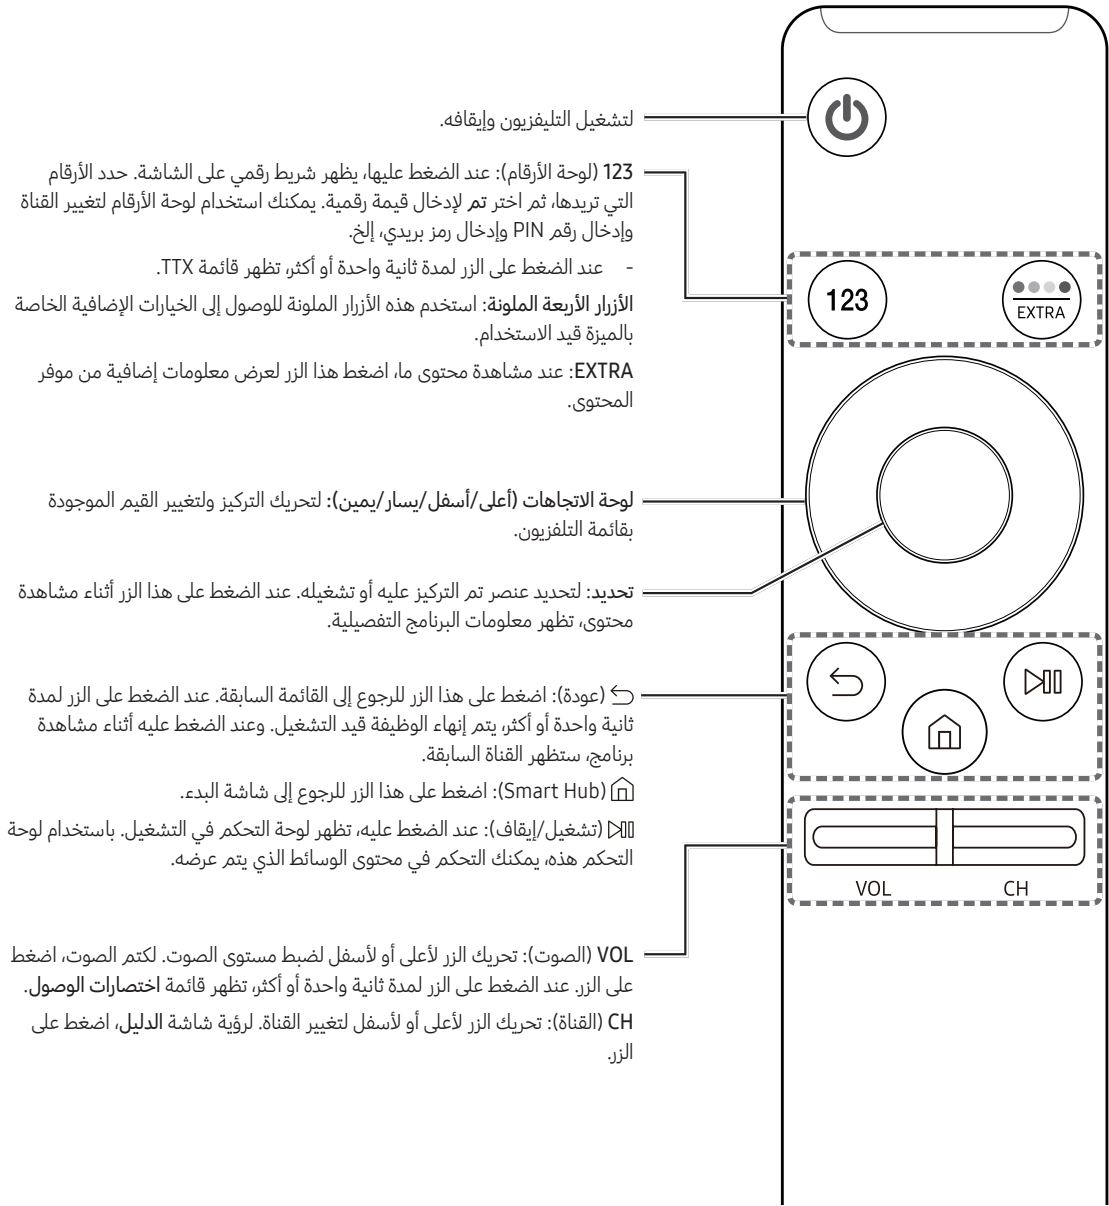 لتشغيل التليفزيون وإيقافه.
123 (لوحة الأرقام): عند الضغط عليها، يظهر شريط رقمي على الشاشة. حدد الأرقام
التي تريدها، ثم اختر تم لإدخال قيمة رقمية. يمكنك استخدام لوحة الأرقام لتغيير القناة
وإدخال رقم PIN وإدخال رمز بريدي، إلخ.
- عند الضغط على الزر لمدة ثانية واحدة أو أكثر، تظهر قائمة TTX.
الأزرار الأربعة الملونة: استخدم هذه الأزرار الملونة للوصول إلى الخيارات الإضافية الخاصة
بالميزة قيد الاستخدام.
EXTRA: عند مشاهدة محتوى ما، اضغط هذا الزر لعرض معلومات إضافية من موفر
المحتوى.
لوحة الاتجاهات (أعلى/أسفل/يسار/يمين): لتحريك التركيز ولتغيير القيم الموجودة
بقائمة التلفزيون.
تحديد: لتحديد عنصر تم التركيز عليه أو تشغيله. عند الضغط على هذا الزر أثناء مشاهدة
محتوى، تظهر معلومات البرنامج التفصيلية.
(عودة): اضغط على هذا الزر للرجوع إلى القائمة السابقة. عند الضغط على الزر لمدة
ثانية واحدة أو أكثر، يتم إنهاء الوظيفة قيد التشغيل. وعند الضغط عليه أثناء مشاهدة
برنامج، ستظهر القناة السابقة.
(Smart Hub): اضغط على هذا الزر للرجوع إلى شاشة البدء.
(تشغيل/إيقاف): عند الضغط عليه، تظهر لوحة التحكم في التشغيل. باستخدام لوحة
التحكم هذه، يمكنك التحكم في محتوى الوسائط الذي يتم عرضه.
VOL (الصوت): تحريك الزر لأعلى أو لأسفل لضبط مستوى الصوت. لكتم الصوت، اضغط
على الزر. عند الضغط على الزر لمدة ثانية واحدة أو أكثر، تظهر قائمة اختصارات الوصول.
CH (القناة): تحريك الزر لأعلى أو لأسفل لتغيير القناة. لرؤية شاشة الدليل، اضغط على
الزر.
123
EXTRA
VOL
CH